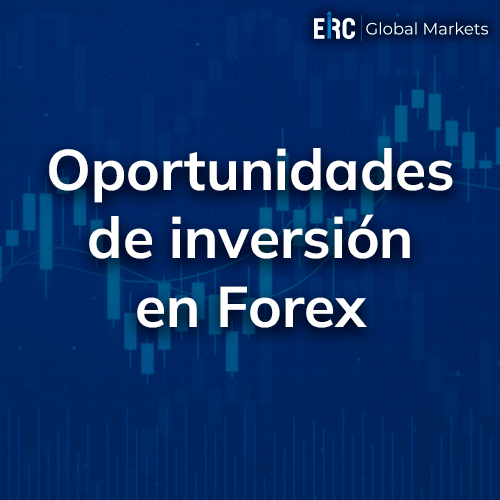 ERC | Global Markets
Oportunidades
de inversión
en Forex